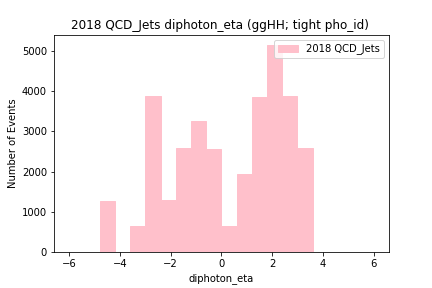 2018 QCD_Jets diphoton_eta (ggHH; tight pho_id)
2018 QCD_Jets
Number of Events
5000
4000
3000
2000
1000
0
−6 −4 −2 0 2 4 6
diphoton_eta